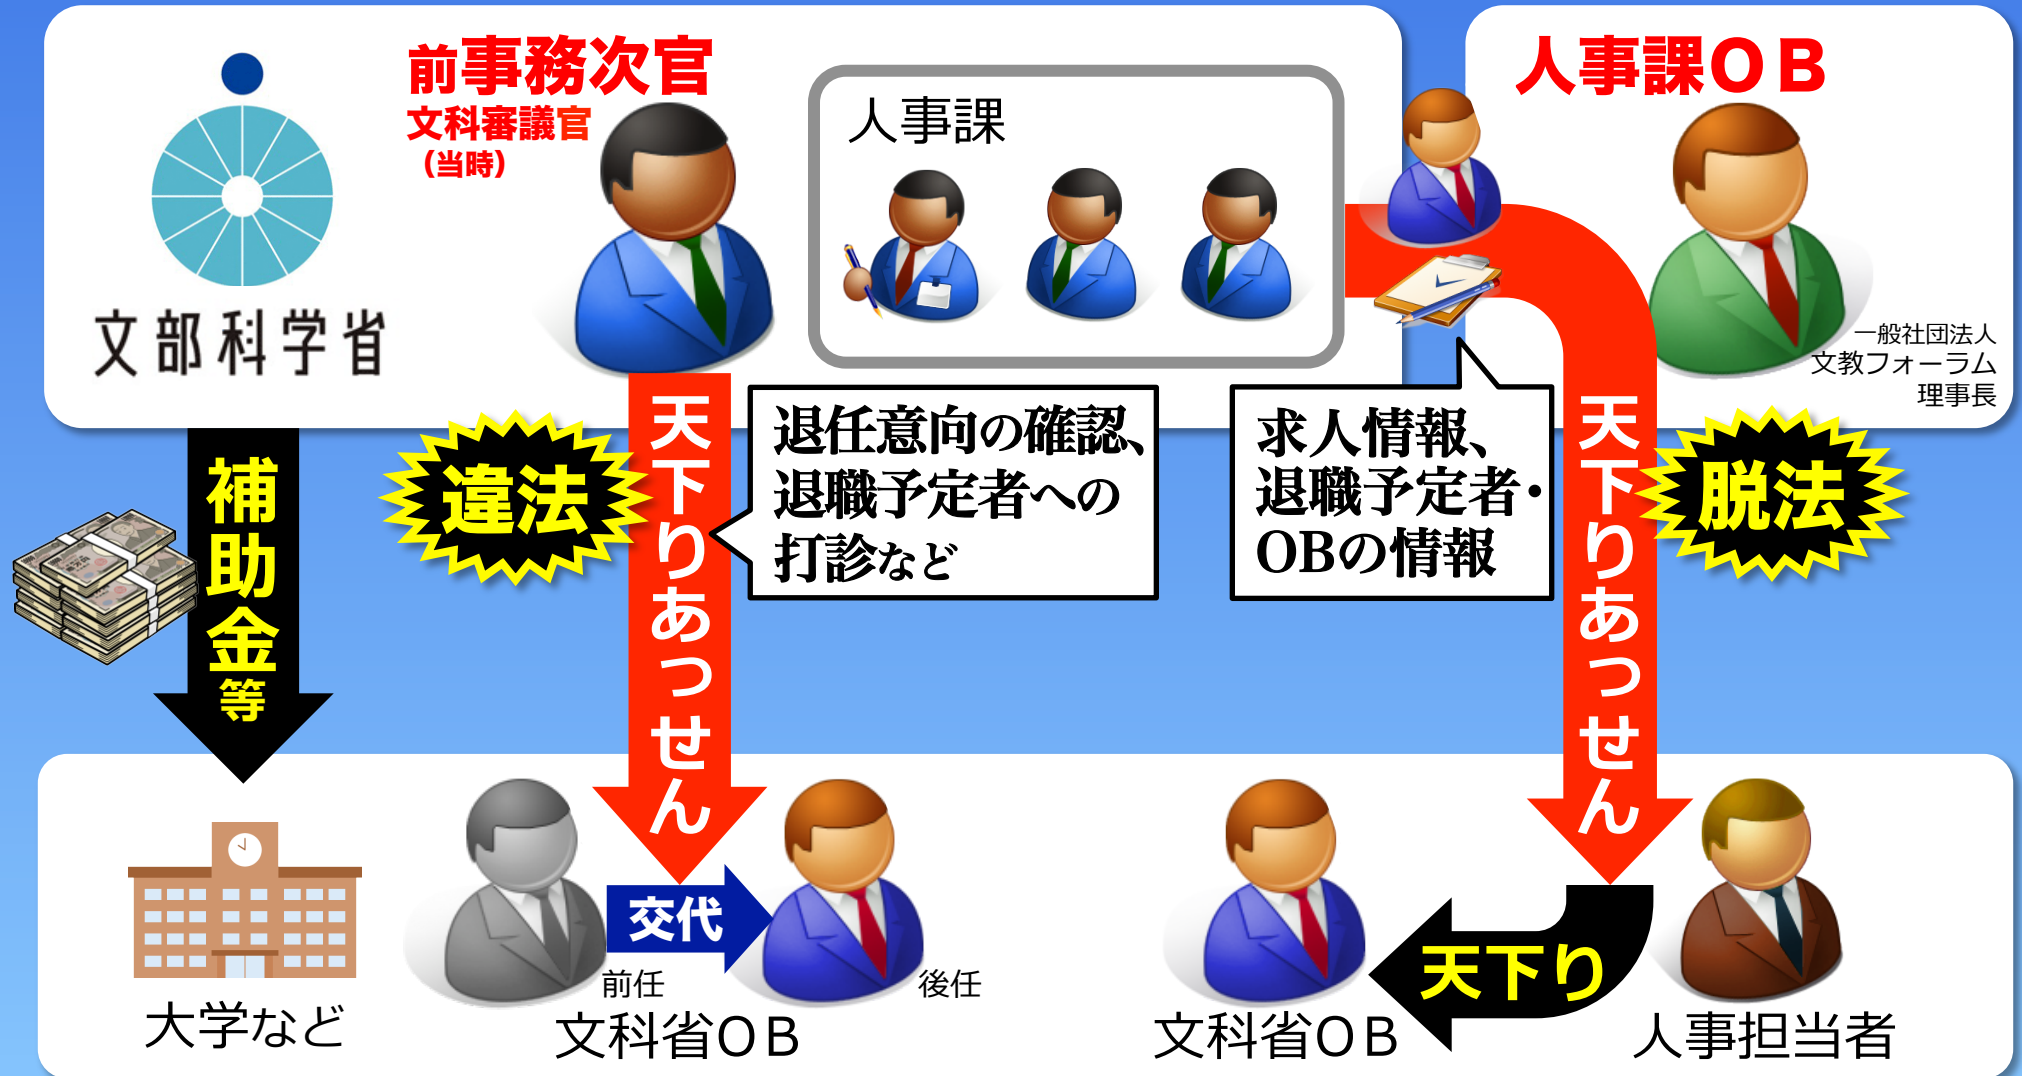 文部科学省
前事務次官
文科審議官
（当時）
人事課
人事課ＯＢ
一般社団法人
文教フォーラム
理事長
補助金等
違法
天下りあっせん
退任意向の確認、
退職予定者への
打診など
求人情報、
退職予定者・
OBの情報
天下りあっせん
脱法
大学など
交代
前任
後任
文科省ＯＢ
文科省ＯＢ
天下り
人事担当者